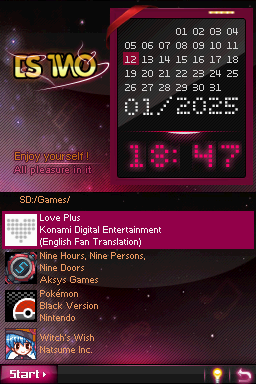 DS TWO
01 02 03 04
05 06 07 08 09 10 11
12 13 14 15 16 17 18
19 20 21 22 23 24 25
26 27 28 29 30 31
01/2025
18:47
Enjoy yourself!
All pleasure in it
SD:/Games/
Love Plus
Konami Digital Entertainment
(English Fan Translation)
Nine Hours, Nine Persons,
Nine Doors
Aksys Games
Pokémon
Black Version
Nintendo
Witch's Wish
Natsume Inc.
Start